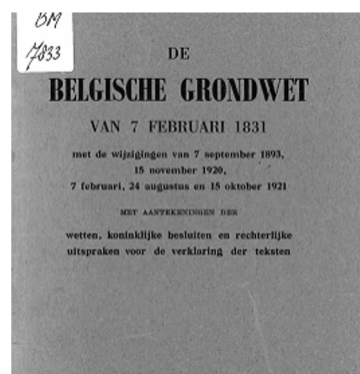 BM
7833
DE
BELGISCHE GRONDWET
VAN 7 FEBRUARI 1831
met de wijzigingen van 7 september 1893,
15 november 1920,
7 februari, 24 augustus en 15 oktober 1921
MET AANTEKENINGEN DER
wetten, koninklijke besluiten en rechterlijke
uitspraken voor de verklaring der teksten